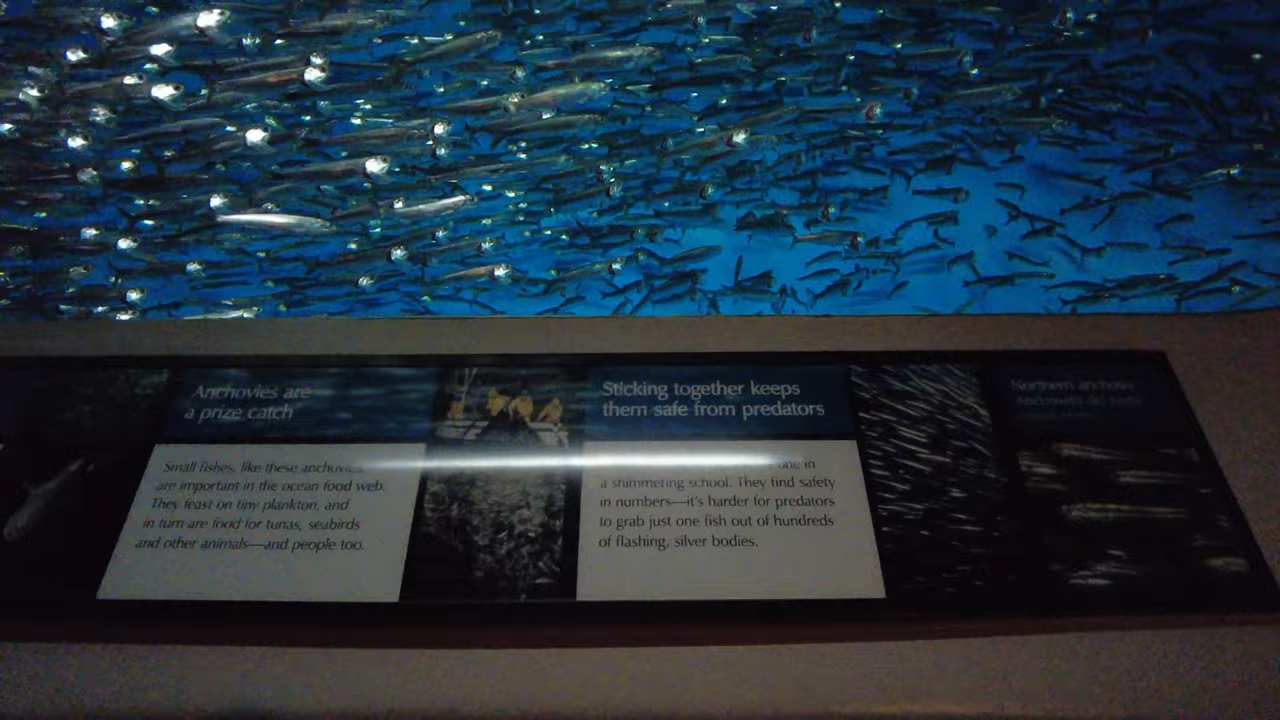 Anchovies are
a prize catch
Small fishes, like these anchovies
are important in the ocean food web.
They feast on tiny plankton, and
in turn are food for tunas, seabirds
and other animals—and people too.
Sticking together keeps
them safe from predators
one in
a shimmering school. They find safety
in numbers—it's harder for predators
to grab just one fish out of hundreds
of flashing, silver bodies.
Northern anchovy